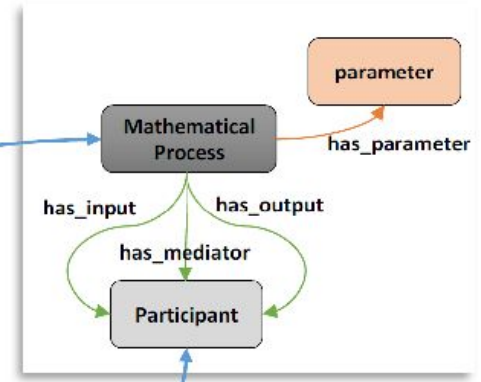 parameter
Mathematical
Process
has_parameter
has_input
has_output
has_mediator
Participant